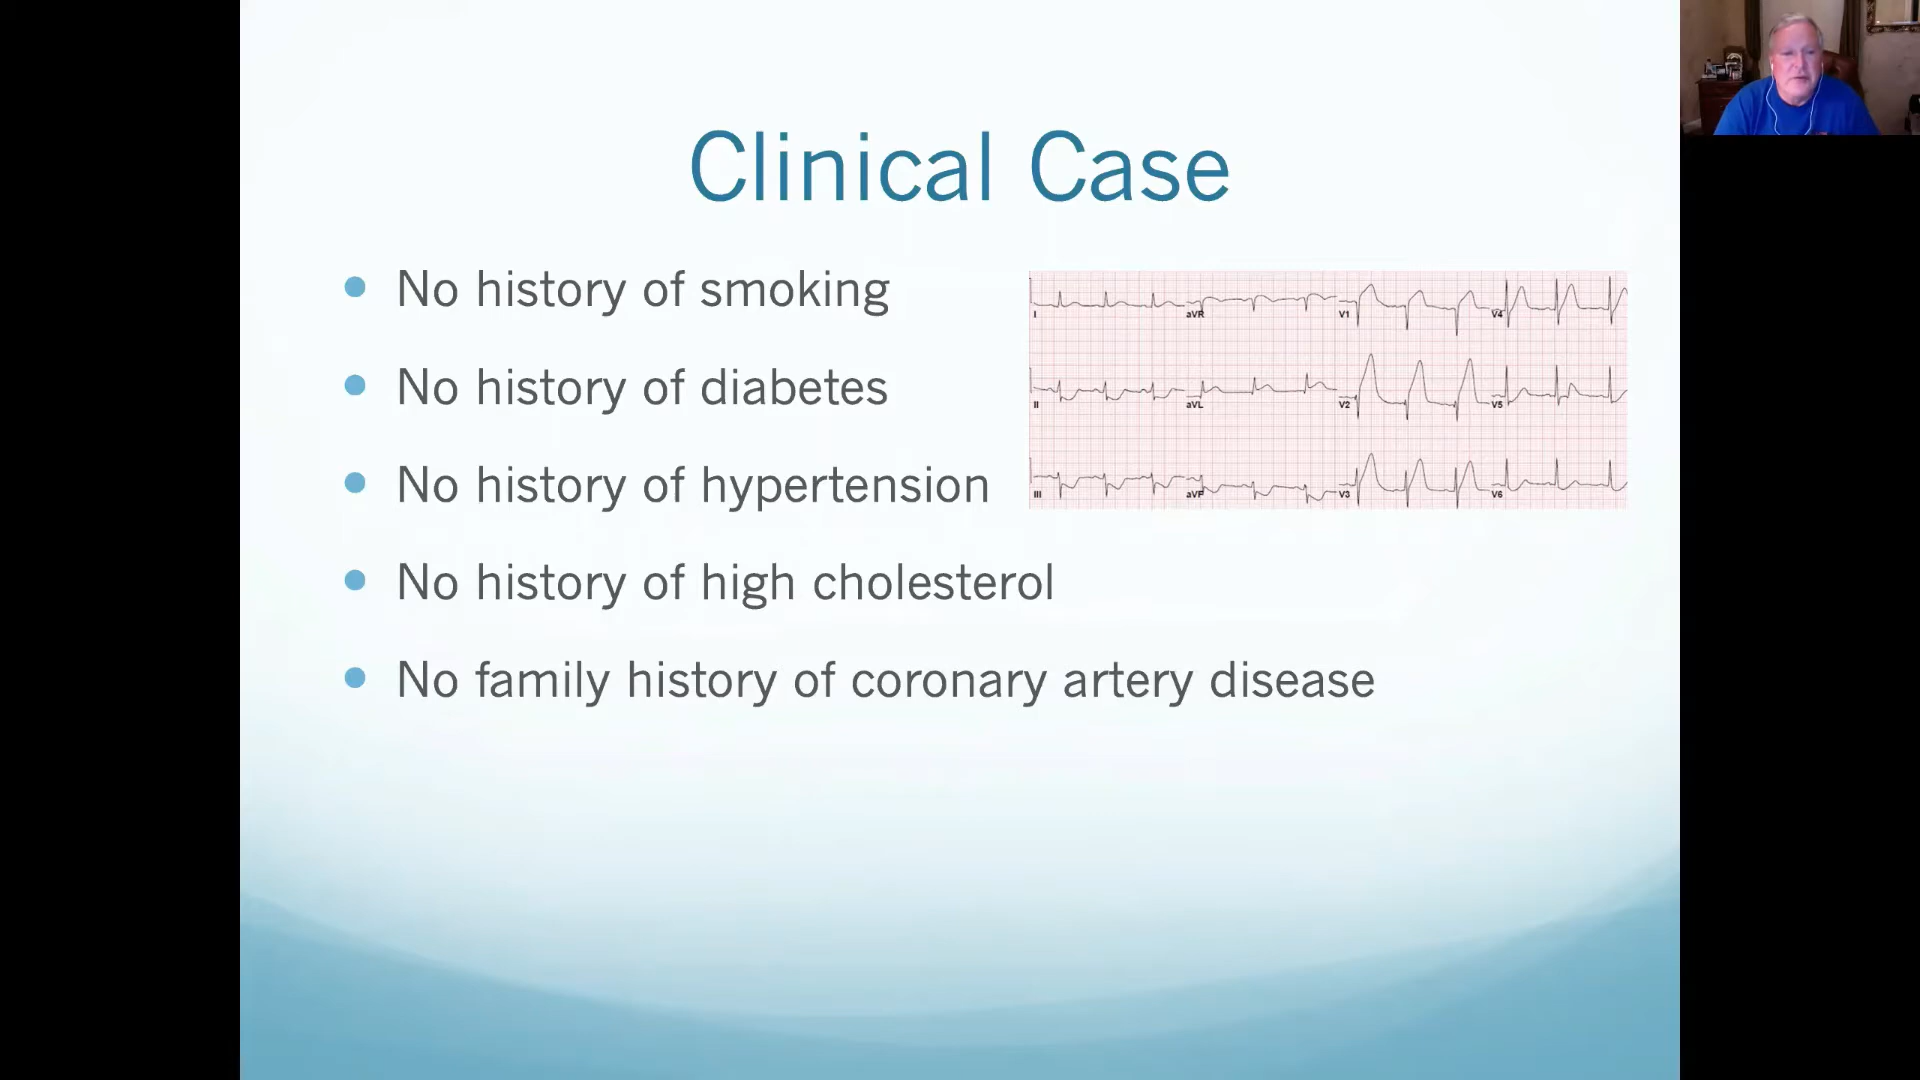 Clinical Case
No history of smoking
No history of diabetes
No history of hypertension
No history of high cholesterol
No family history of coronary artery disease
I aVR V1 V4
II aVL V2 V5
III aVF V3 V6